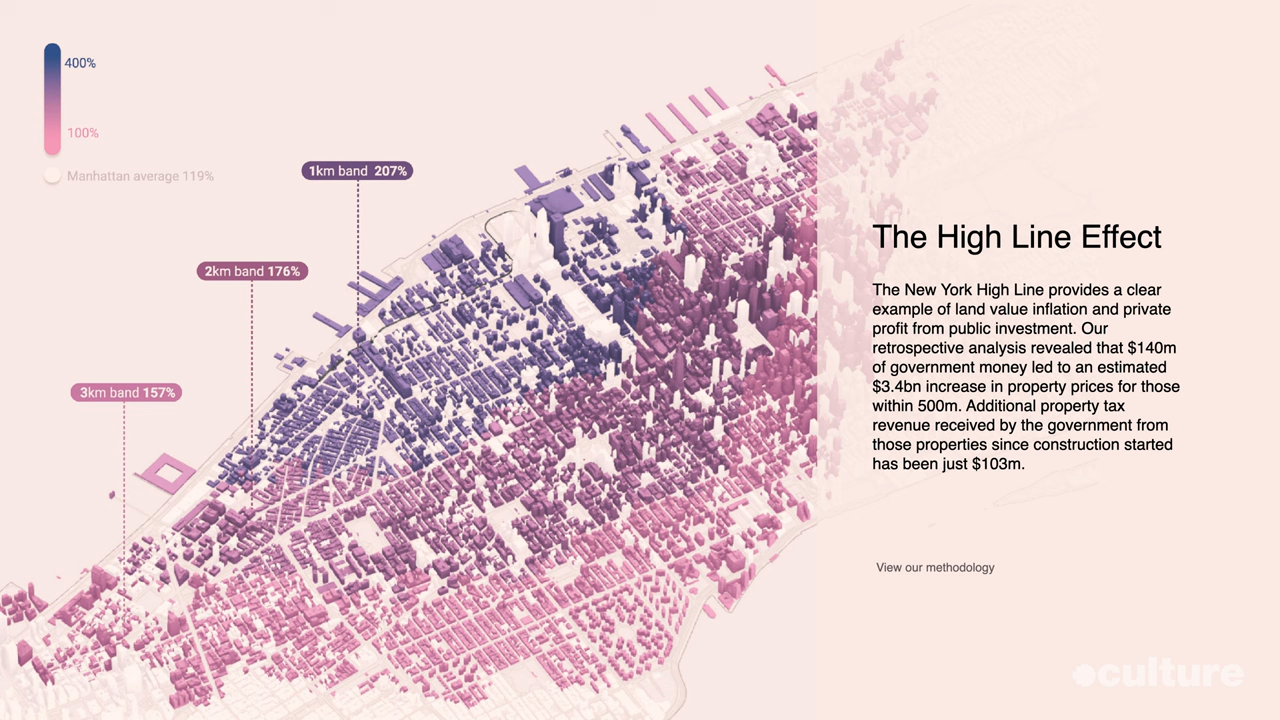 400%
100%
Manhattan average 119%
1km band 207%
2km band 176%
3km band 157%
The High Line Effect
The New York High Line provides a clear
example of land value inflation and private
profit from public investment. Our
retrospective analysis revealed that $140m
of government money led to an estimated
$3.4bn increase in property prices for those
within 500m. Additional property tax
revenue received by the government from
those properties since construction started
has been just $103m.
View our methodology
culture